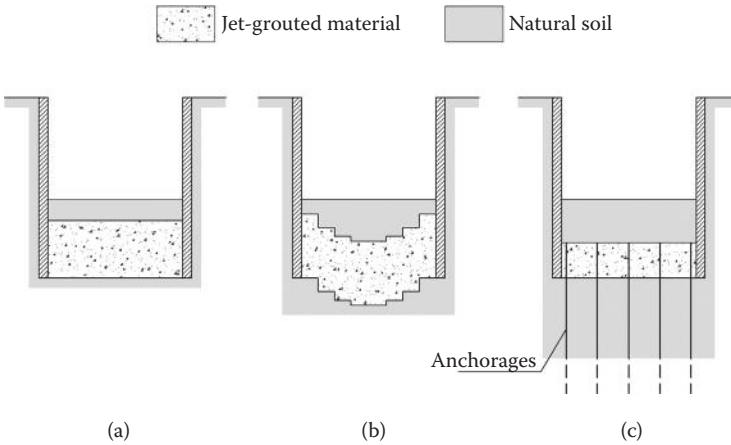 Jet-grouted material
Natural soil
Anchorages
(a)
(b)
(c)